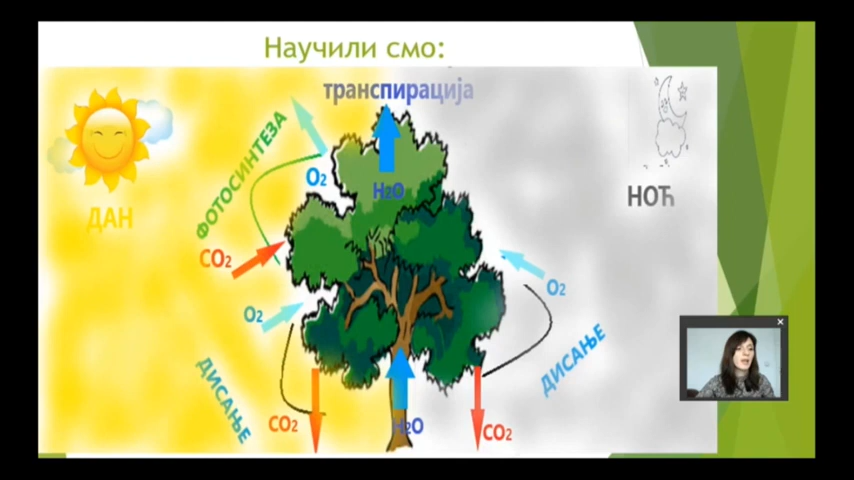 Научили смо:
транспирација
ФОТОСИНТЕЗА
O₂
H₂O
ДАН
НОЋ
CO₂
O₂
O₂
ДИСАЊЕ
ДИСАЊЕ
CO₂
H₂O
CO₂